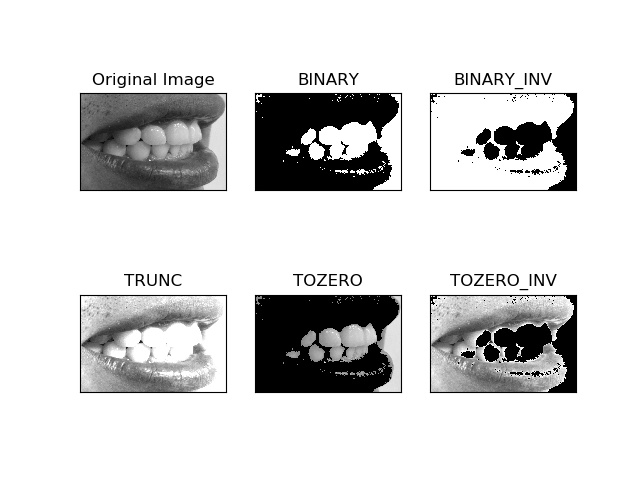 Original Image
BINARY
BINARY_INV
TRUNC
TOZERO
TOZERO_INV